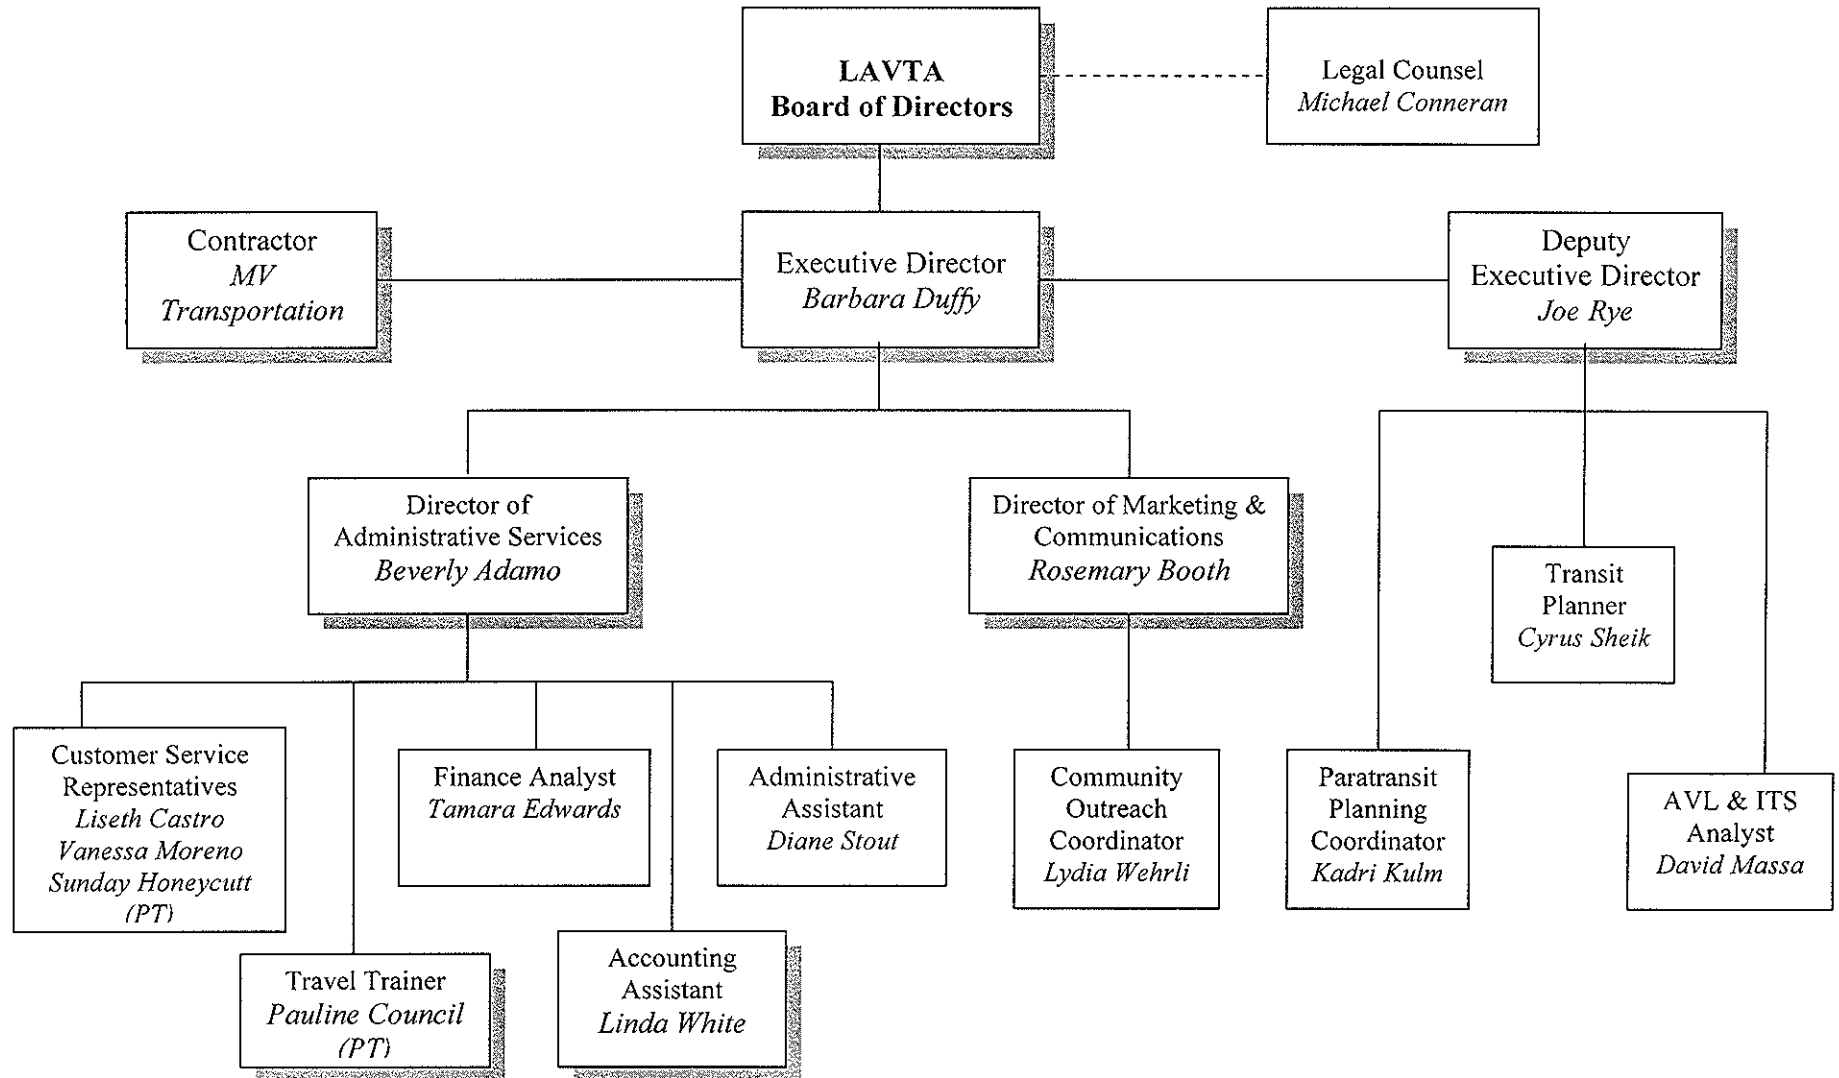 LAVTA
Board of Directors
Legal Counsel
Michael Conneran
Contractor
MV
Transportation
Executive Director
Barbara Duffy
Deputy
Executive Director
Joe Rye
Director of
Administrative Services
Beverly Adamo
Director of Marketing &
Communications
Rosemary Booth
Transit
Planner
Cyrus Sheik
Customer Service
Representatives
Liseth Castro
Vanessa Moreno
Sunday Honeycutt
(PT)
Finance Analyst
Tamara Edwards
Administrative
Assistant
Diane Stout
Community
Outreach
Coordinator
Lydia Wehrli
Paratransit
Planning
Coordinator
Kadri Kulm
AVL & ITS
Analyst
David Massa
Travel Trainer
Pauline Council
(PT)
Accounting
Assistant
Linda White